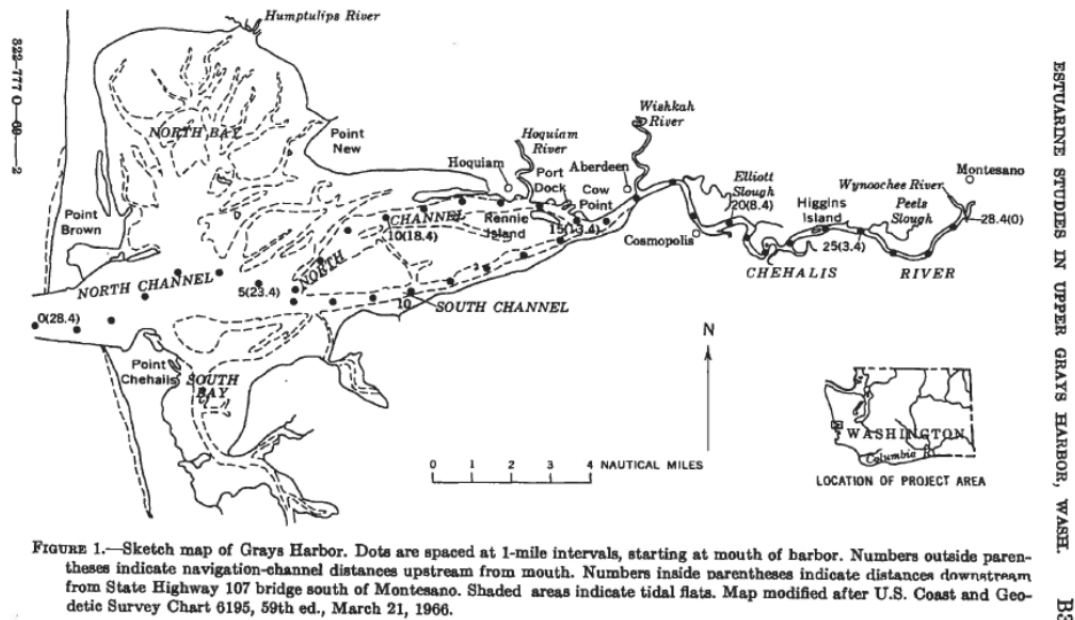 822-777 O—69——2
ESTUARINE STUDIES IN UPPER GRAYS HARBOR, WASH.
B3
Humptulips River
NORTH BAY
Point
New
Wishkah
River
Hoquiam
River
Hoquiam
Port
Dock
Aberdeen
Cow
Point
Rennie
Island
Elliott
Slough
20(8.4)
Montesano
Wynoochee River
Peels
Slough
Higgins
Island
28.4(0)
25(3.4)
Cosmopolis
CHEHALIS RIVER
Point
Brown
CHANNEL
10(18.4)
15(13.4)
NORTH
NORTH CHANNEL
5(23.4)
0(28.4)
10
SOUTH CHANNEL
Point
Chehalis
SOUTH
BAY
N
0 1 2 3 4 NAUTICAL MILES
WASHINGTON
Columbia R
LOCATION OF PROJECT AREA
FIGURE 1.—Sketch map of Grays Harbor. Dots are spaced at 1-mile intervals, starting at mouth of harbor. Numbers outside paren-
theses indicate navigation-channel distances upstream from mouth. Numbers inside parentheses indicate distances downstream
from State Highway 107 bridge south of Montesano. Shaded areas indicate tidal flats. Map modified after U.S. Coast and Geo-
detic Survey Chart 6195, 59th ed., March 21, 1966.